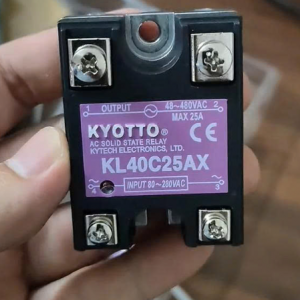 1 OUTPUT 48~480VAC 2
MAX 25A
KYOTTO
AC SOLID STATE RELAY
KYTECH ELECTRONICS, LTD.
CE
KL40C25AX
4 INPUT 80~280VAC 3